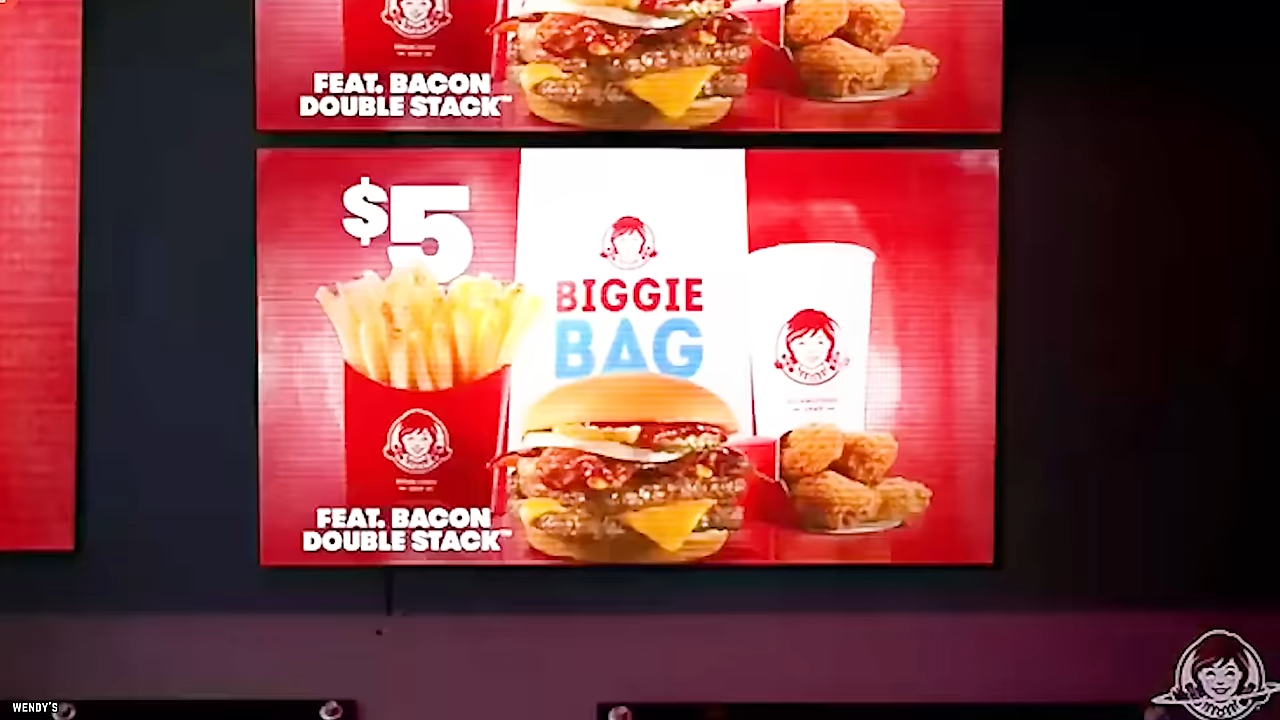 FEAT. BACON
DOUBLE STACK™
$5
BIGGIE
BAG
FEAT. BACON
DOUBLE STACK™
WENDY'S